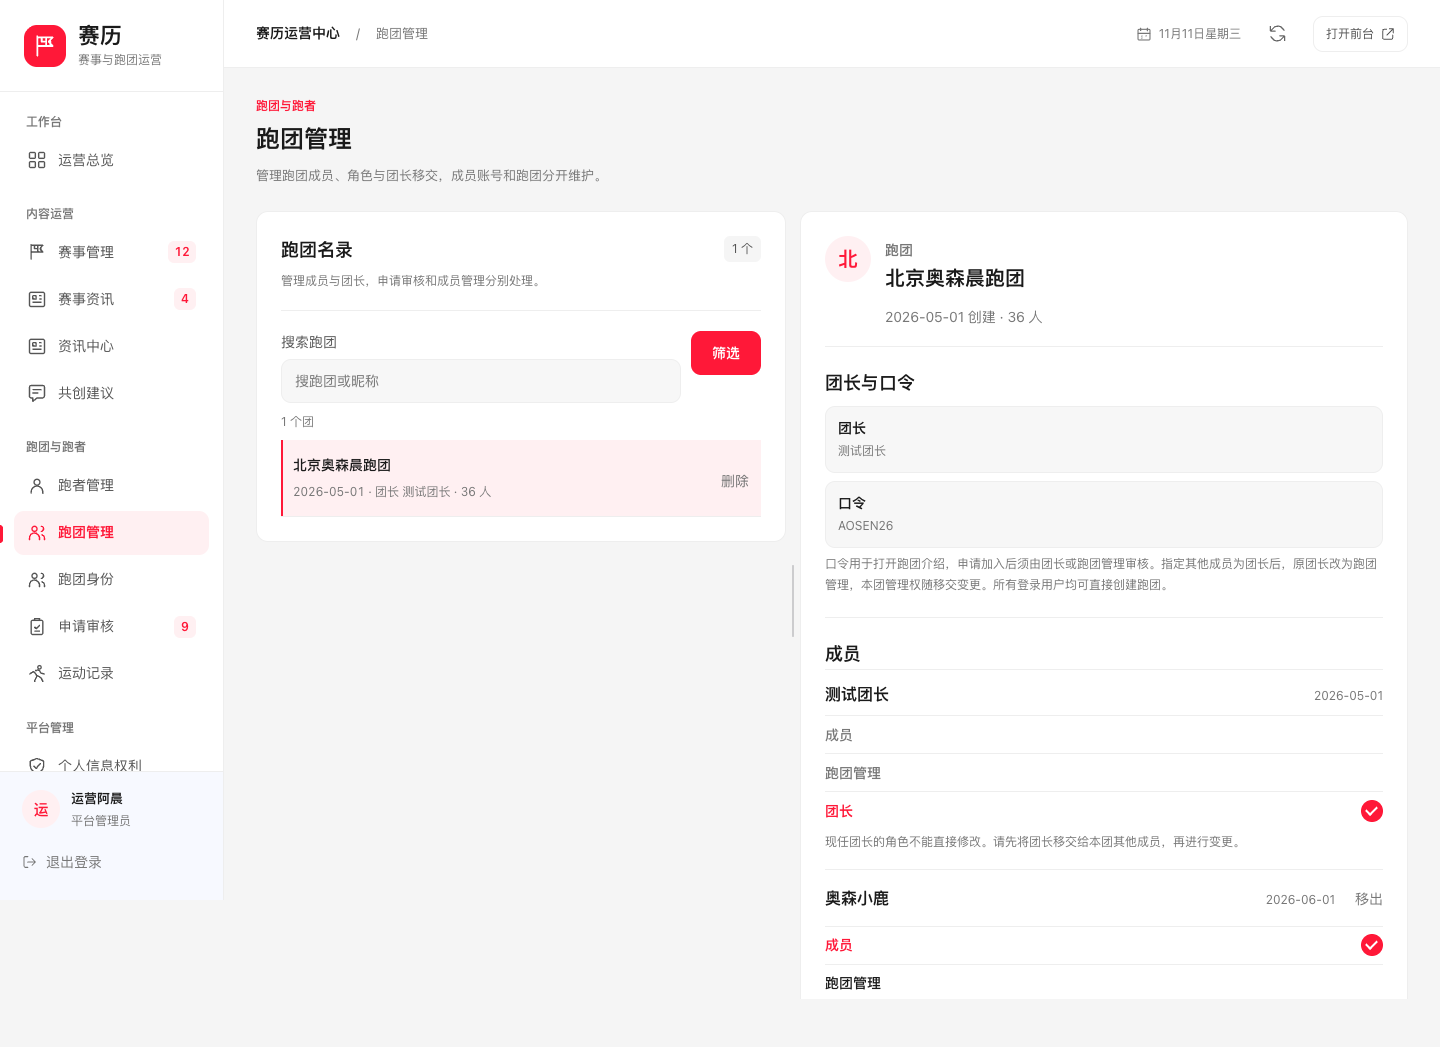 赛历
赛事与跑团运营
工作台
运营总览
内容运营
赛事管理 12
赛事资讯 4
资讯中心
共创建议
跑团与跑者
跑者管理
跑团管理
跑团身份
申请审核 9
运动记录
平台管理
个人信息权利
运 运营阿晨
平台管理员
退出登录
赛历运营中心 / 跑团管理
11月11日星期三
打开前台
跑团与跑者
跑团管理
管理跑团成员、角色与团长移交，成员账号和跑团分开维护。
跑团名录 1 个
管理成员与团长，申请审核和成员管理分别处理。
搜索跑团
搜跑团或昵称
筛选
1 个团
北京奥森晨跑团
2026-05-01 · 团长 测试团长 · 36 人
删除
北 跑团
北京奥森晨跑团
2026-05-01 创建 · 36 人
团长与口令
团长
测试团长
口令
AOSEN26
口令用于打开跑团介绍，申请加入后须由团长或跑团管理审核。指定其他成员为团长后，原团长改为跑团
管理，本团管理权随移交变更。所有登录用户均可直接创建跑团。
成员
测试团长 2026-05-01
成员
跑团管理
团长
现任团长的角色不能直接修改。请先将团长移交给本团其他成员，再进行变更。
奥森小鹿 2026-06-01 移出
成员
跑团管理